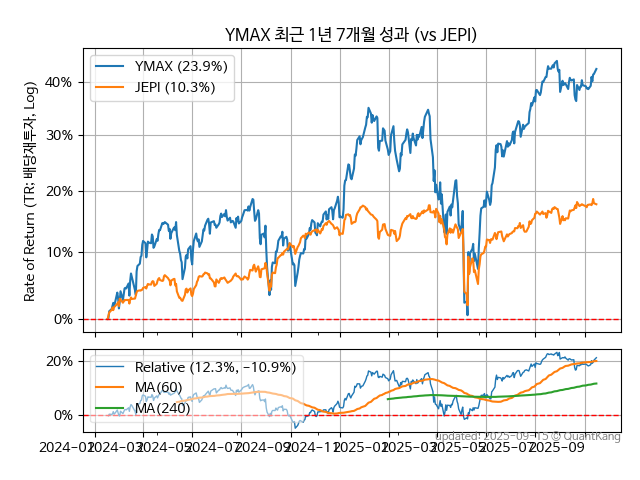 YMAX 최근 1년 7개월 성과 (vs JEPI)
Rate of Return (TR: 배당재투자, Log)
YMAX (23.9%)
JEPI (10.3%)
40%
30%
20%
10%
0%
Relative (12.3%, -10.9%)
MA(60)
MA(240)
20%
0%
2024-01 2024-03 2024-05 2024-07 2024-09 2024-11 2025-01 2025-03 2025-05 2025-07 2025-09
updated: 2025-09-15 © QuantKang